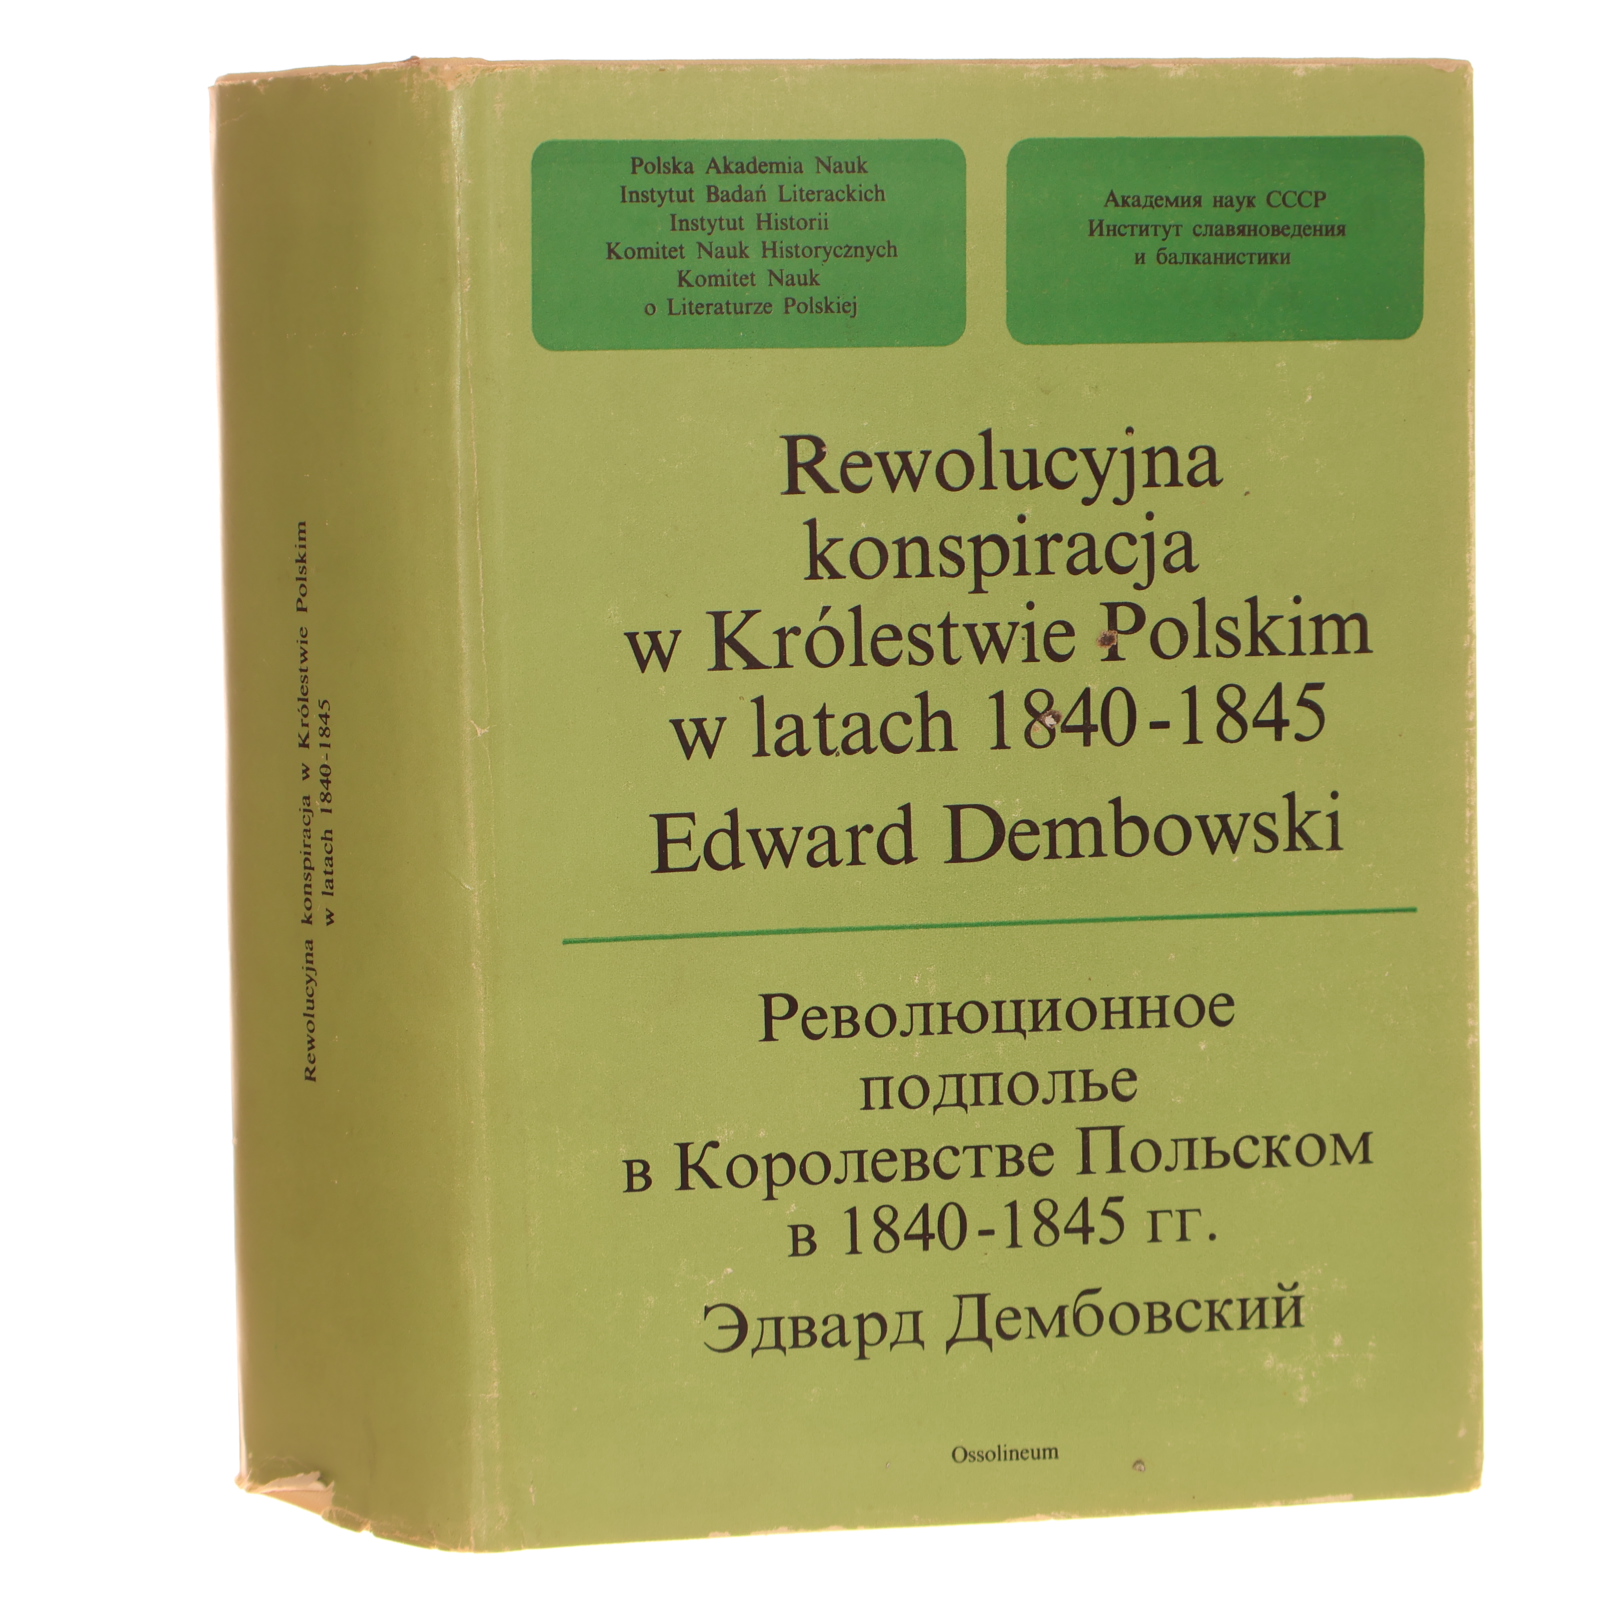 Rewolucyjna konspiracja w Królestwie Polskim
w latach 1840-1845
Polska Akademia Nauk
Instytut Badań Literackich
Instytut Historii
Komitet Nauk Historycznych
Komitet Nauk
o Literaturze Polskiej
Академия наук СССР
Институт славяноведения
и балканистики
Rewolucyjna
konspiracja
w Królestwie Polskim
w latach 1840-1845
Edward Dembowski
Революционное
подполье
в Королевстве Польском
в 1840-1845 гг.
Эдвард Дембовский
Ossolineum